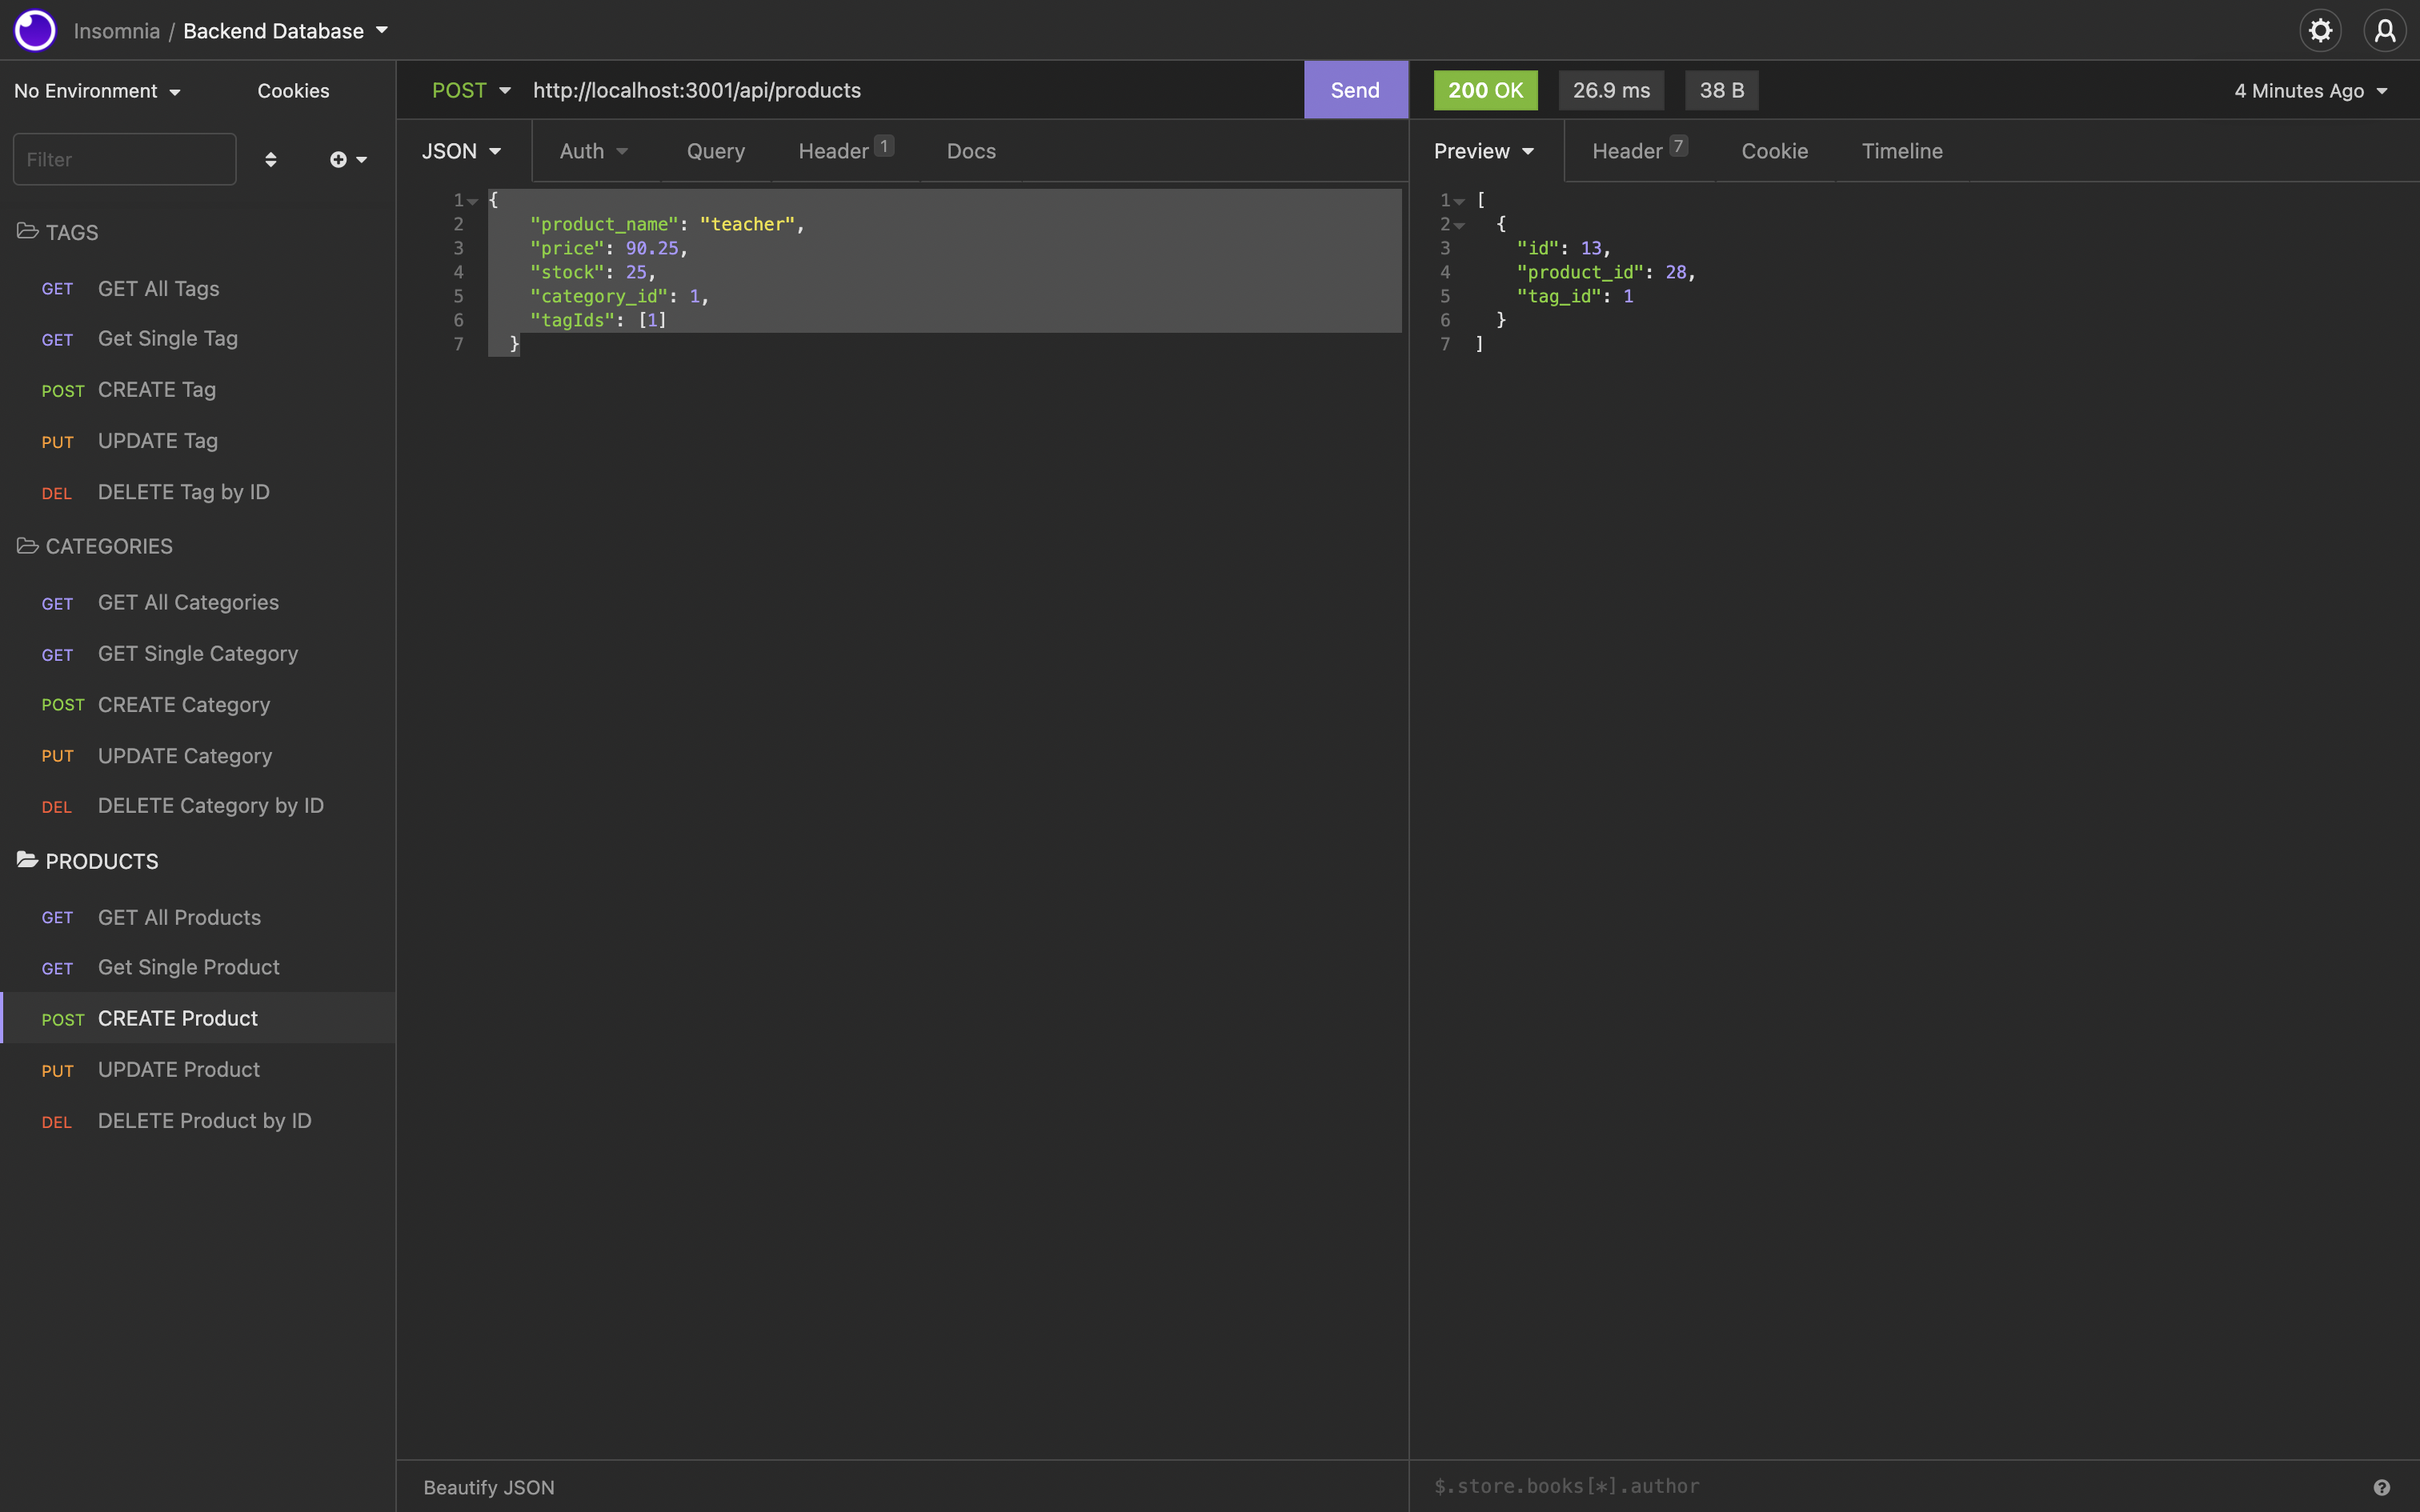 Insomnia / Backend Database
No Environment
Cookies
Filter
TAGS
GET GET All Tags
GET Get Single Tag
POST CREATE Tag
PUT UPDATE Tag
DEL DELETE Tag by ID
CATEGORIES
GET GET All Categories
GET GET Single Category
POST CREATE Category
PUT UPDATE Category
DEL DELETE Category by ID
PRODUCTS
GET GET All Products
GET Get Single Product
POST CREATE Product
PUT UPDATE Product
DEL DELETE Product by ID
POST http://localhost:3001/api/products Send
JSON Auth Query Header 1 Docs
1 {
2 "product_name": "teacher",
3 "price": 90.25,
4 "stock": 25,
5 "category_id": 1,
6 "tagIds": [1]
7 }
Beautify JSON
200 OK 26.9 ms 38 B 4 Minutes Ago
Preview Header 7 Cookie Timeline
1 [
2 {
3 "id": 13,
4 "product_id": 28,
5 "tag_id": 1
6 }
7 ]
$.store.books[*].author
?